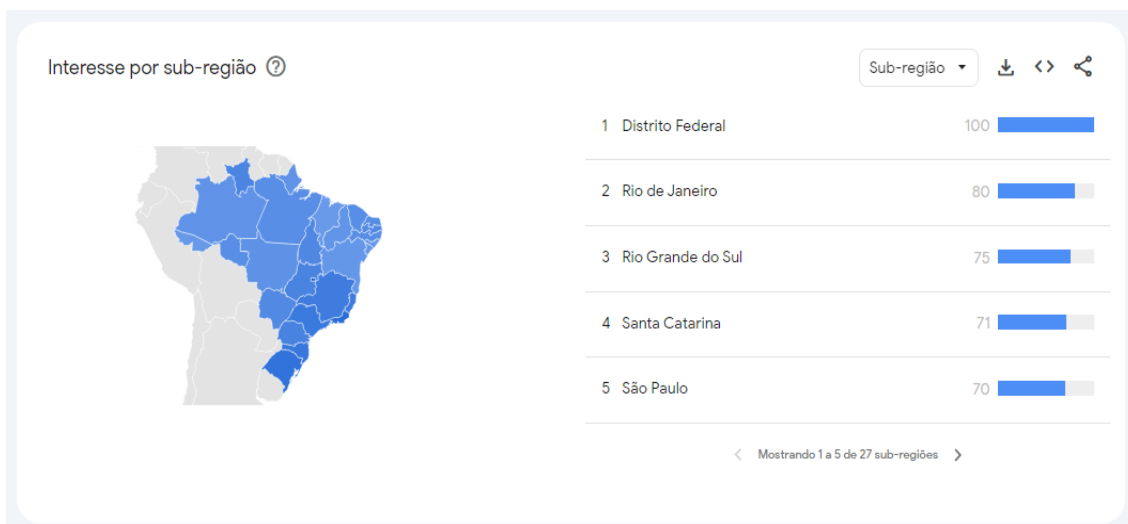 Interesse por sub-região ?
Sub-região
1 Distrito Federal 100
2 Rio de Janeiro 80
3 Rio Grande do Sul 75
4 Santa Catarina 71
5 São Paulo 70
Mostrando 1 a 5 de 27 sub-regiões